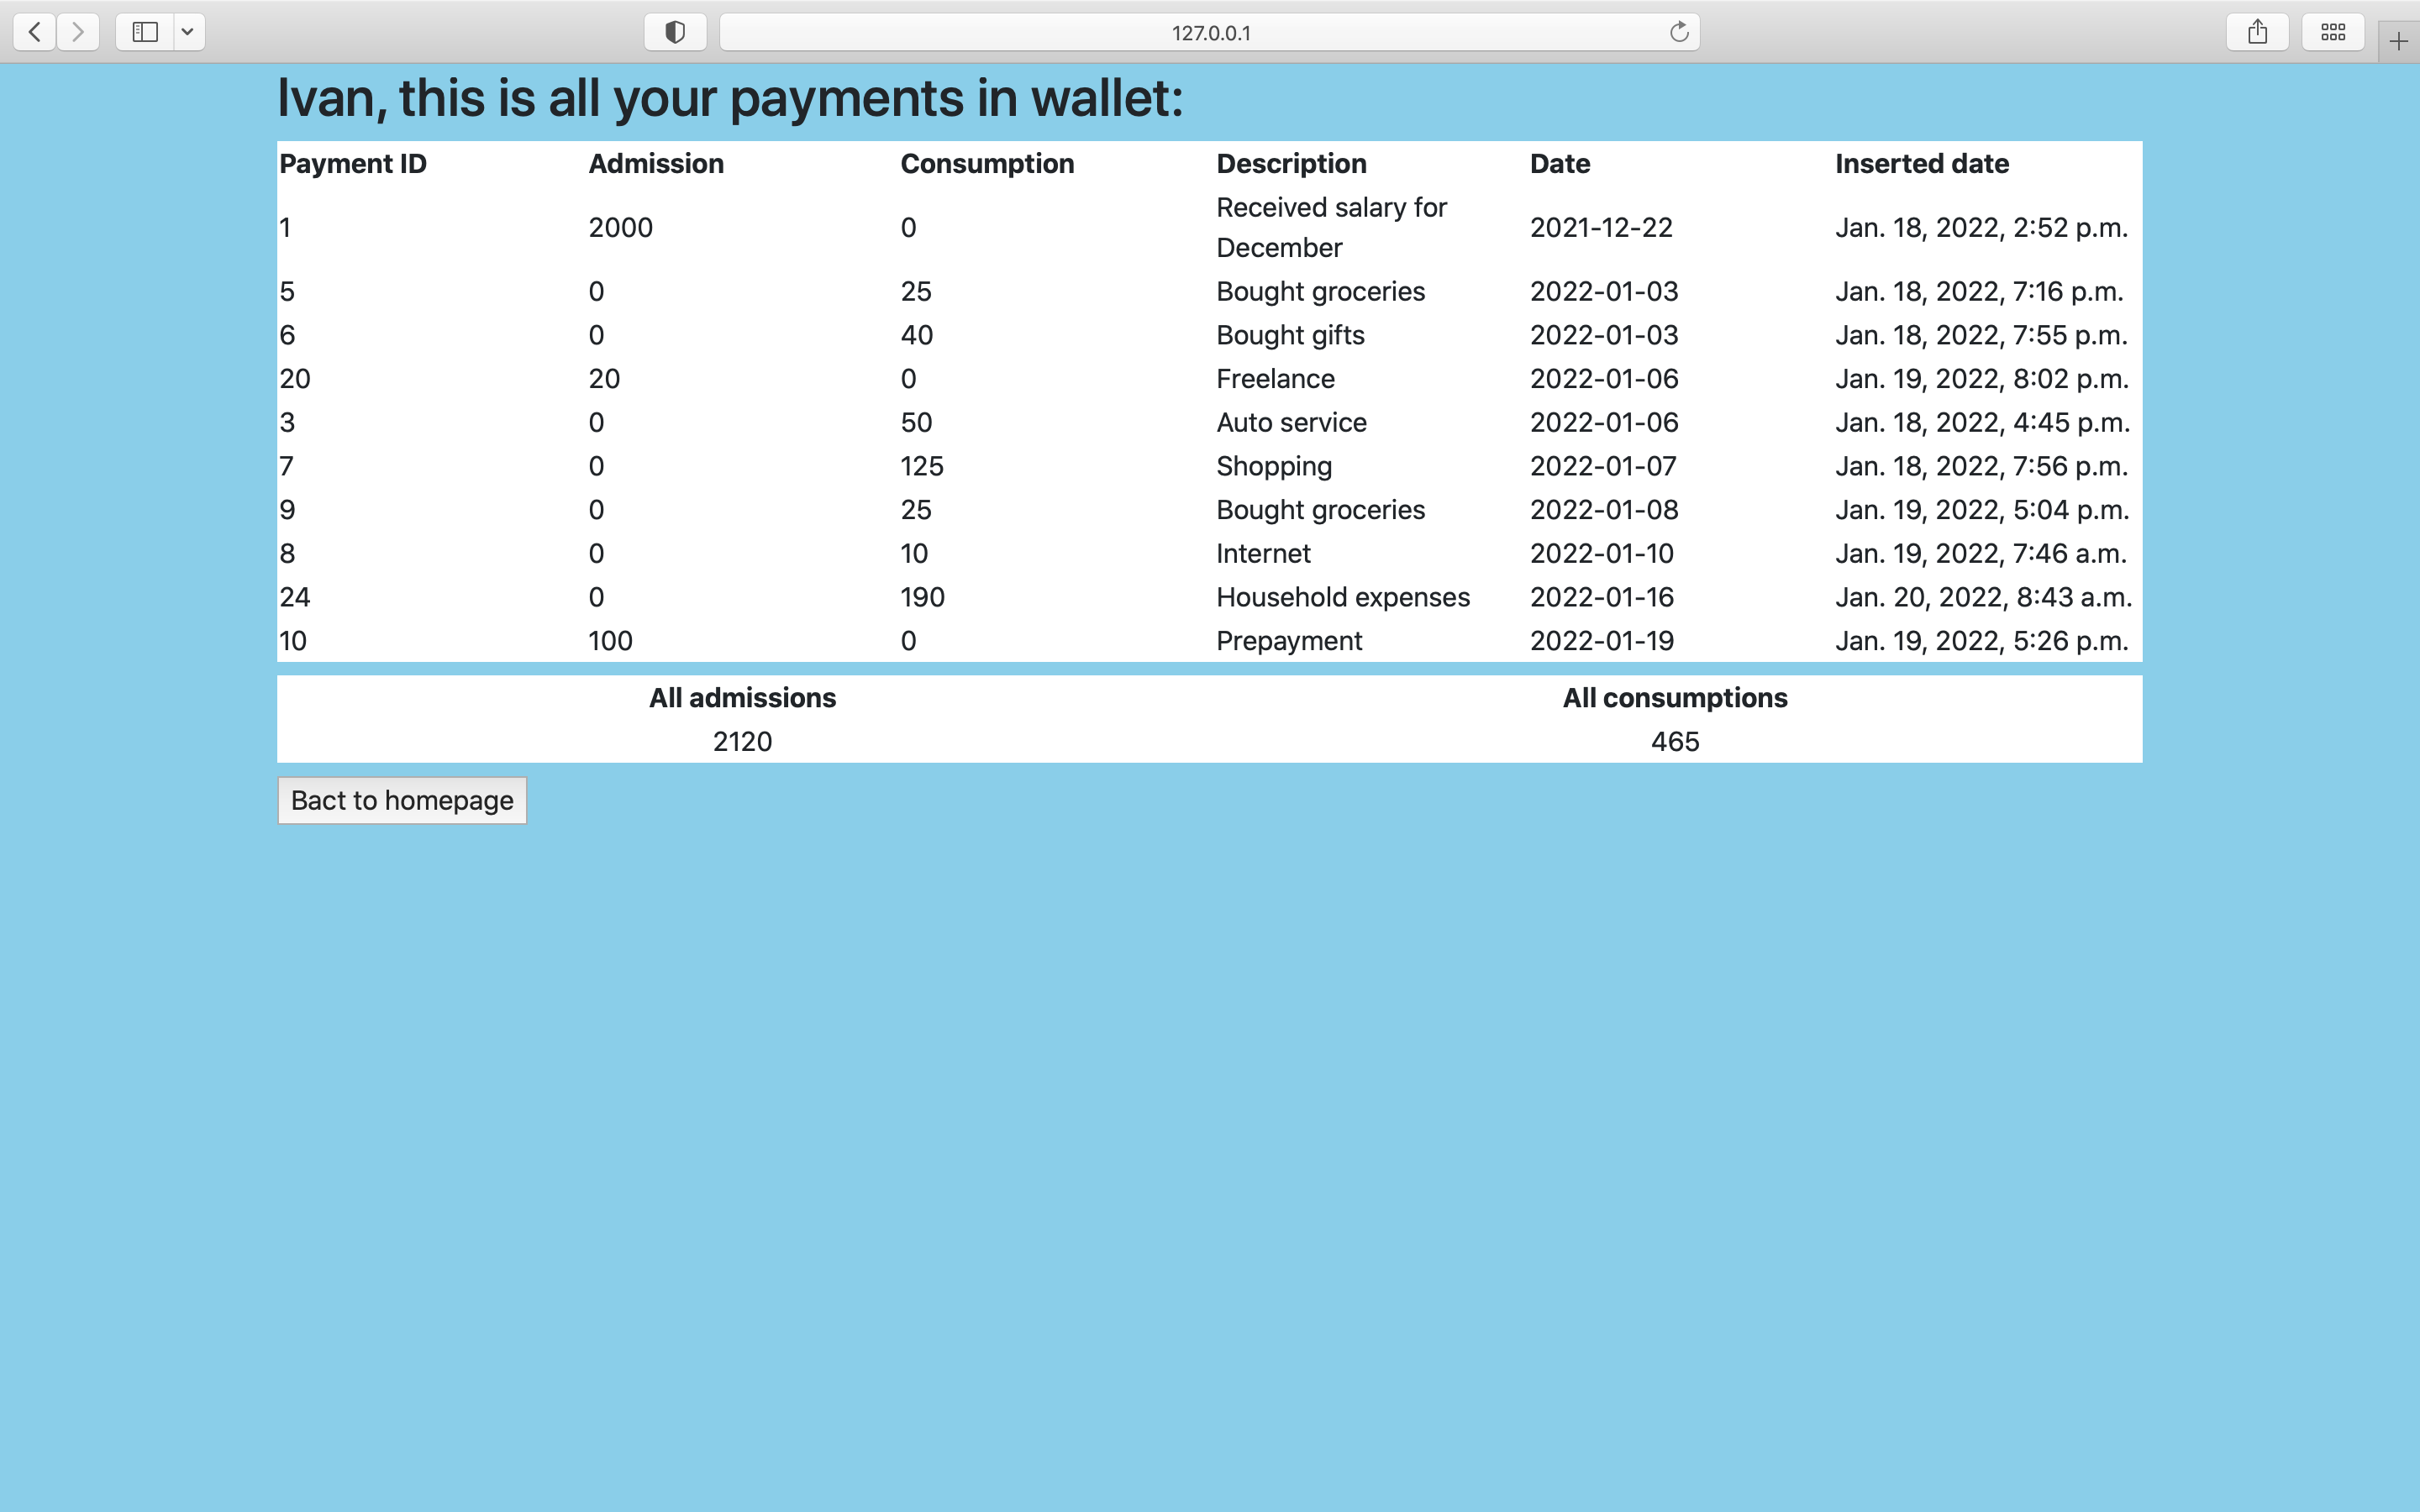 127.0.0.1
Ivan, this is all your payments in wallet:
Payment ID Admission Consumption Description Date Inserted date
1 2000 0 Received salary for December 2021-12-22 Jan. 18, 2022, 2:52 p.m.
5 0 25 Bought groceries 2022-01-03 Jan. 18, 2022, 7:16 p.m.
6 0 40 Bought gifts 2022-01-03 Jan. 18, 2022, 7:55 p.m.
20 20 0 Freelance 2022-01-06 Jan. 19, 2022, 8:02 p.m.
3 0 50 Auto service 2022-01-06 Jan. 18, 2022, 4:45 p.m.
7 0 125 Shopping 2022-01-07 Jan. 18, 2022, 7:56 p.m.
9 0 25 Bought groceries 2022-01-08 Jan. 19, 2022, 5:04 p.m.
8 0 10 Internet 2022-01-10 Jan. 19, 2022, 7:46 a.m.
24 0 190 Household expenses 2022-01-16 Jan. 20, 2022, 8:43 a.m.
10 100 0 Prepayment 2022-01-19 Jan. 19, 2022, 5:26 p.m.
All admissions All consumptions
2120 465
Bact to homepage